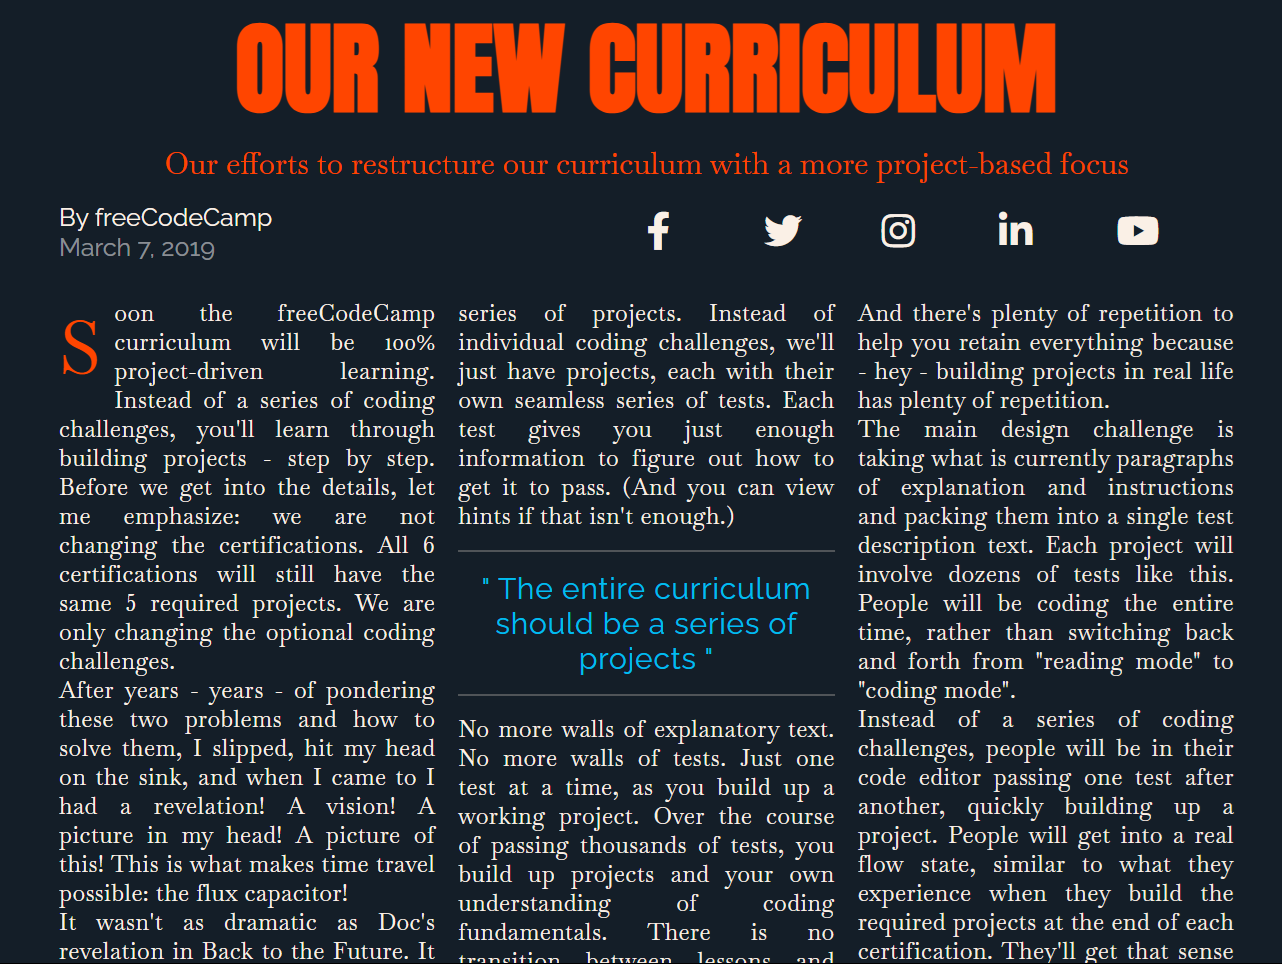 OUR NEW CURRICULUM
Our efforts to restructure our curriculum with a more project-based focus
By freeCodeCamp
March 7, 2019
Soon the freeCodeCamp
curriculum will be 100%
project-driven learning.
Instead of a series of coding
challenges, you'll learn through
building projects - step by step.
Before we get into the details, let
me emphasize: we are not
changing the certifications. All 6
certifications will still have the
same 5 required projects. We are
only changing the optional coding
challenges.
After years - years - of pondering
these two problems and how to
solve them, I slipped, hit my head
on the sink, and when I came to I
had a revelation! A vision! A
picture in my head! A picture of
this! This is what makes time travel
possible: the flux capacitor!
It wasn't as dramatic as Doc's
revelation in Back to the Future. It
series of projects. Instead of
individual coding challenges, we'll
just have projects, each with their
own seamless series of tests. Each
test gives you just enough
information to figure out how to
get it to pass. (And you can view
hints if that isn't enough.)
" The entire curriculum
should be a series of
projects "
No more walls of explanatory text.
No more walls of tests. Just one
test at a time, as you build up a
working project. Over the course
of passing thousands of tests, you
build up projects and your own
understanding of coding
fundamentals. There is no
transition between lessons and
And there's plenty of repetition to
help you retain everything because
- hey - building projects in real life
has plenty of repetition.
The main design challenge is
taking what is currently paragraphs
of explanation and instructions
and packing them into a single test
description text. Each project will
involve dozens of tests like this.
People will be coding the entire
time, rather than switching back
and forth from "reading mode" to
"coding mode".
Instead of a series of coding
challenges, people will be in their
code editor passing one test after
another, quickly building up a
project. People will get into a real
flow state, similar to what they
experience when they build the
required projects at the end of each
certification. They'll get that sense